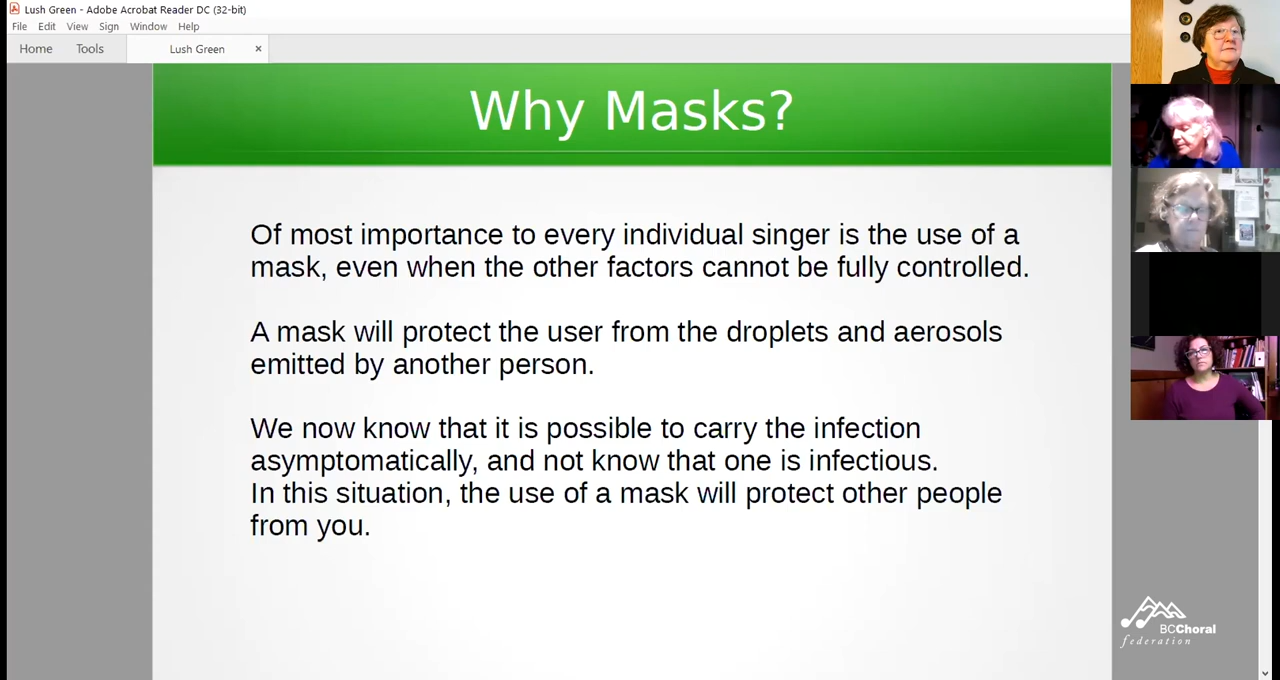 Lush Green - Adobe Acrobat Reader DC (32-bit)
File Edit View Sign Window Help
Home Tools Lush Green ×
Why Masks?
Of most importance to every individual singer is the use of a
mask, even when the other factors cannot be fully controlled.
A mask will protect the user from the droplets and aerosols
emitted by another person.
We now know that it is possible to carry the infection
asymptomatically, and not know that one is infectious.
In this situation, the use of a mask will protect other people
from you.
BCChoral
federation